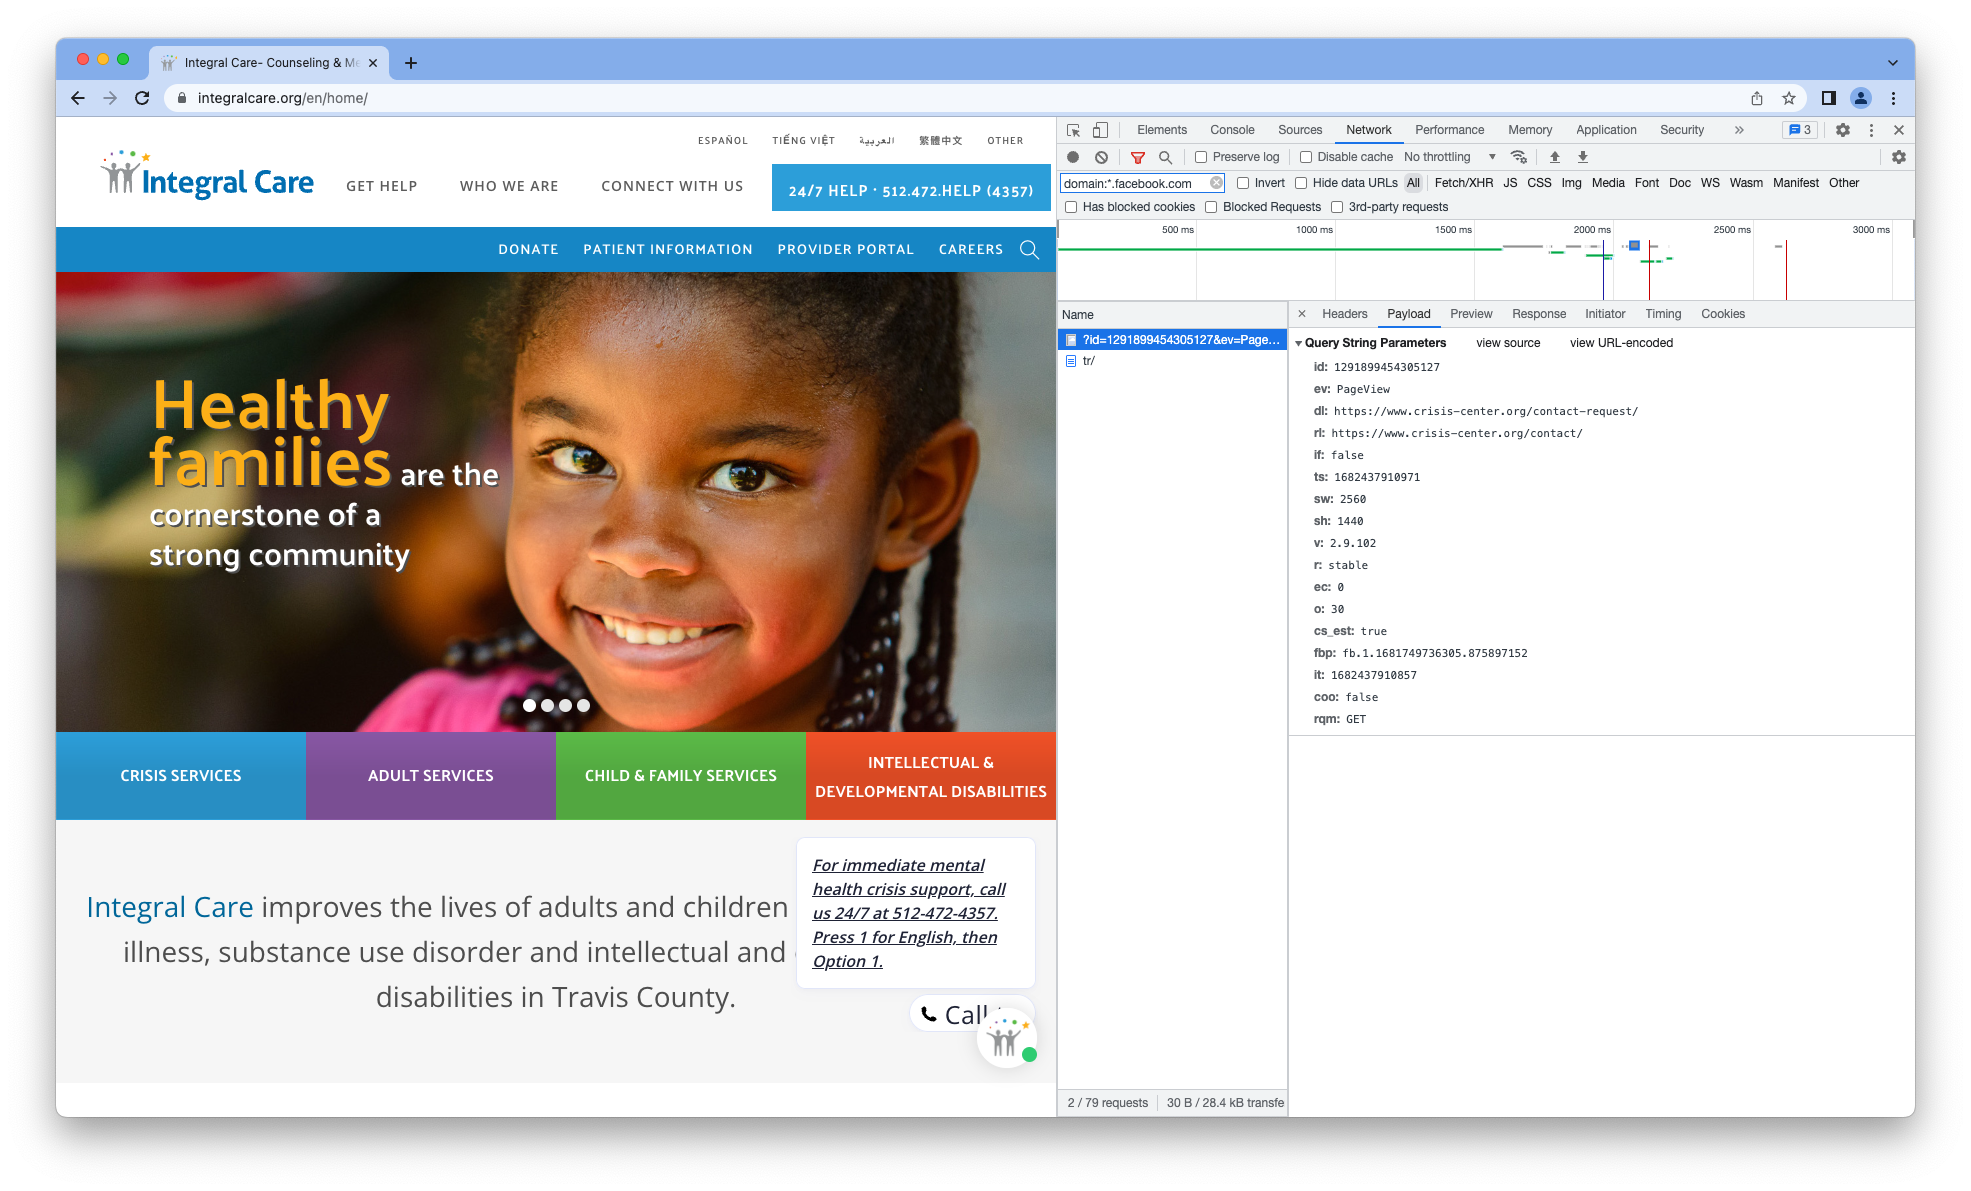 Integral Care- Counseling & Me
integralcare.org/en/home/
ESPAÑOL TIẾNG VIỆT العربية 繁體中文 OTHER
Integral Care
GET HELP WHO WE ARE CONNECT WITH US
24/7 HELP · 512.472.HELP (4357)
DONATE PATIENT INFORMATION PROVIDER PORTAL CAREERS
Healthy
families are the
cornerstone of a
strong community
CRISIS SERVICES
ADULT SERVICES
CHILD & FAMILY SERVICES
INTELLECTUAL &
DEVELOPMENTAL DISABILITIES
Integral Care improves the lives of adults and children
illness, substance use disorder and intellectual and
disabilities in Travis County.
For immediate mental
health crisis support, call
us 24/7 at 512-472-4357.
Press 1 for English, then
Option 1.
Call
Elements Console Sources Network Performance Memory Application Security » 3
Preserve log Disable cache No throttling
domain:*.facebook.com Invert Hide data URLs All Fetch/XHR JS CSS Img Media Font Doc WS Wasm Manifest Other
Has blocked cookies Blocked Requests 3rd-party requests
500 ms 1000 ms 1500 ms 2000 ms 2500 ms 3000 ms
Name
?id=1291899454305127&ev=Page...
tr/
2 / 79 requests 30 B / 28.4 kB transfe
Headers Payload Preview Response Initiator Timing Cookies
Query String Parameters view source view URL-encoded
id: 1291899454305127
ev: PageView
dl: https://www.crisis-center.org/contact-request/
rl: https://www.crisis-center.org/contact/
if: false
ts: 1682437910971
sw: 2560
sh: 1440
v: 2.9.102
r: stable
ec: 0
o: 30
cs_est: true
fbp: fb.1.1681749736305.875897152
it: 1682437910857
coo: false
rqm: GET